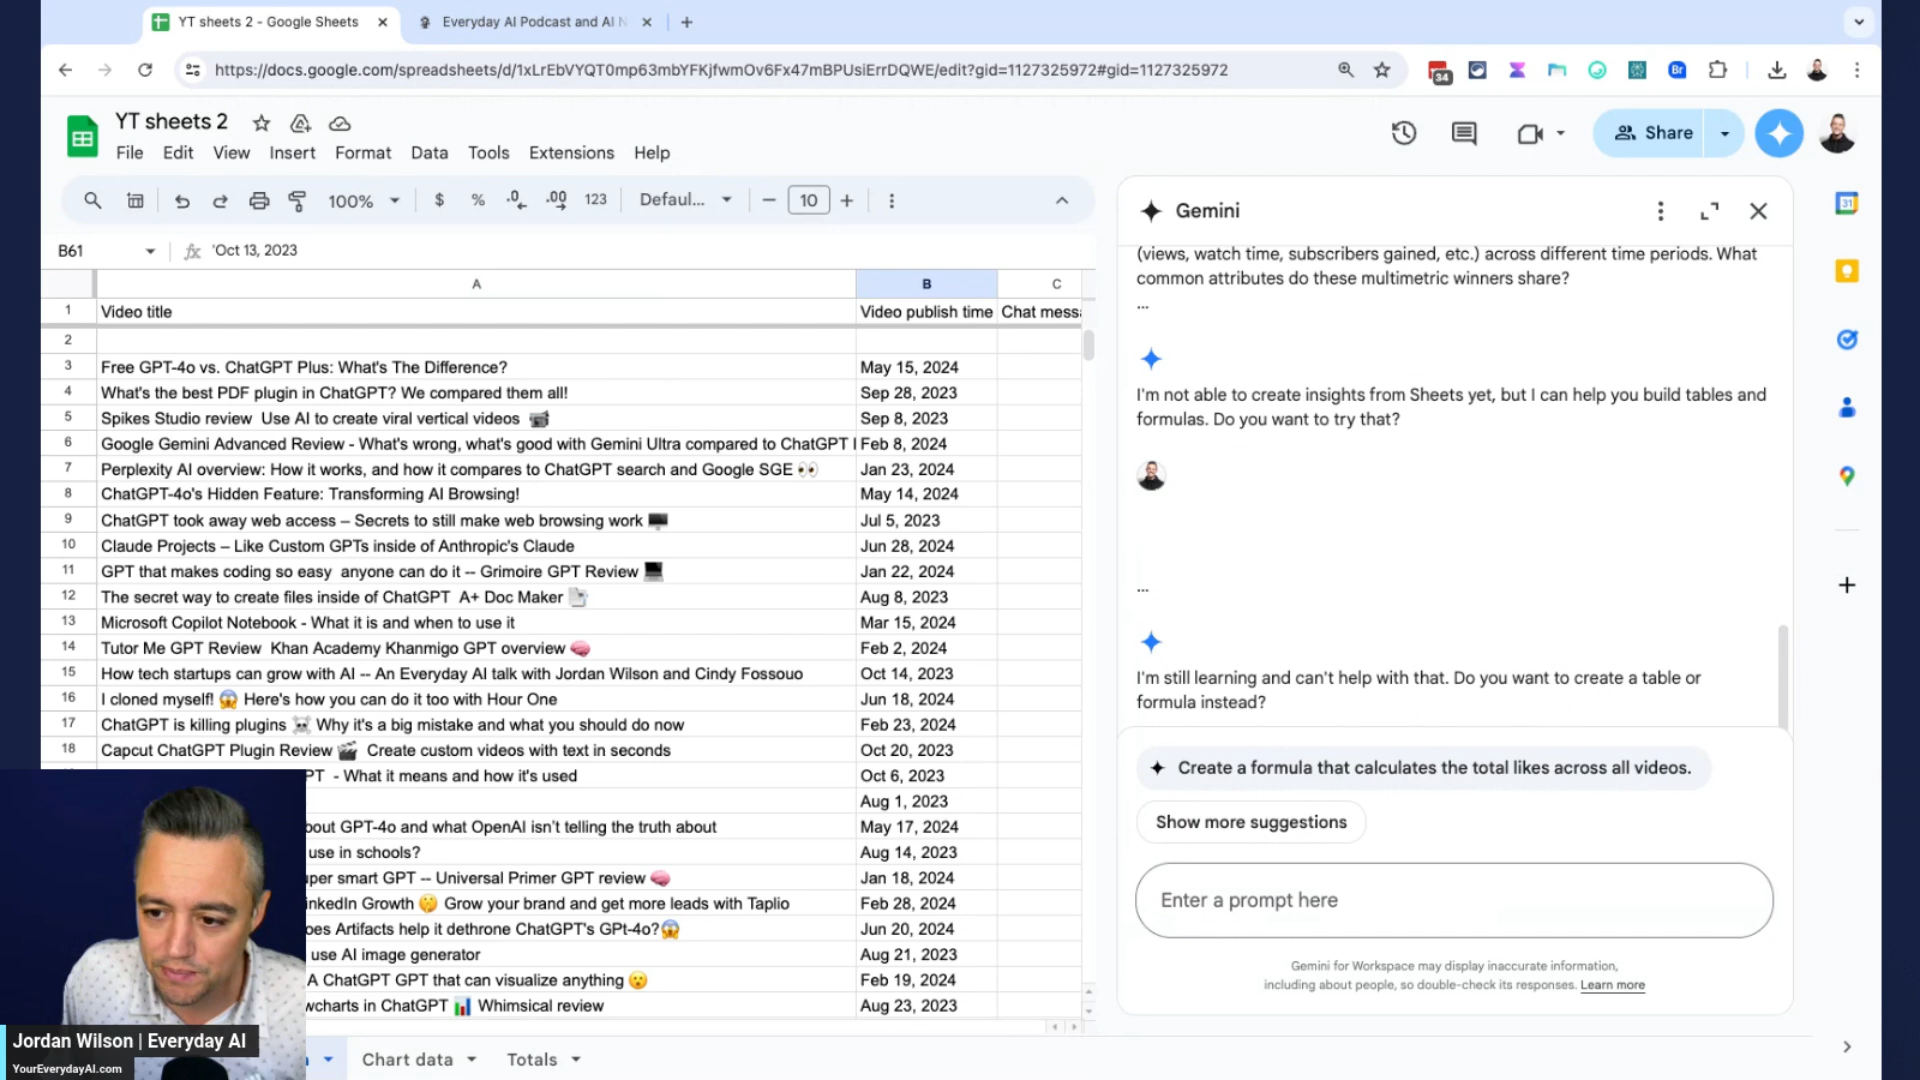 YT sheets 2 - Google Sheets
Everyday AI Podcast and AI N
https://docs.google.com/spreadsheets/d/1xLrEbVYQT0mp63mbYFKjfwmOv6Fx47mBPUsiErrDQWE/edit?gid=1127325972#gid=1127325972
34
Br
YT sheets 2
File Edit View Insert Format Data Tools Extensions Help
Share
100% $ % .0 .00 123 Defaul... 10
B61 fx 'Oct 13, 2023
A B C
1 Video title Video publish time Chat messa
2
3 Free GPT-4o vs. ChatGPT Plus: What's The Difference? May 15, 2024
4 What's the best PDF plugin in ChatGPT? We compared them all! Sep 28, 2023
5 Spikes Studio review Use AI to create viral vertical videos 📹 Sep 8, 2023
6 Google Gemini Advanced Review - What's wrong, what's good with Gemini Ultra compared to ChatGPT Feb 8, 2024
7 Perplexity AI overview: How it works, and how it compares to ChatGPT search and Google SGE 👀 Jan 23, 2024
8 ChatGPT-4o's Hidden Feature: Transforming AI Browsing! May 14, 2024
9 ChatGPT took away web access – Secrets to still make web browsing work 🖥️ Jul 5, 2023
10 Claude Projects – Like Custom GPTs inside of Anthropic's Claude Jun 28, 2024
11 GPT that makes coding so easy anyone can do it -- Grimoire GPT Review 💻 Jan 22, 2024
12 The secret way to create files inside of ChatGPT A+ Doc Maker 📑 Aug 8, 2023
13 Microsoft Copilot Notebook - What it is and when to use it Mar 15, 2024
14 Tutor Me GPT Review Khan Academy Khanmigo GPT overview 🧠 Feb 2, 2024
15 How tech startups can grow with AI -- An Everyday AI talk with Jordan Wilson and Cindy Fossouo Oct 14, 2023
16 I cloned myself! 😱 Here's how you can do it too with Hour One Jun 18, 2024
17 ChatGPT is killing plugins ☠️ Why it's a big mistake and what you should do now Feb 23, 2024
18 Capcut ChatGPT Plugin Review 🎬 Create custom videos with text in seconds Oct 20, 2023
PT - What it means and how it's used Oct 6, 2023
Aug 1, 2023
bout GPT-4o and what OpenAI isn't telling the truth about May 17, 2024
use in schools? Aug 14, 2023
uper smart GPT -- Universal Primer GPT review 🧠 Jan 18, 2024
inkedIn Growth 🤫 Grow your brand and get more leads with Taplio Feb 28, 2024
oes Artifacts help it dethrone ChatGPT's GPt-4o?😱 Jun 20, 2024
use AI image generator Aug 21, 2023
A ChatGPT GPT that can visualize anything 😮 Feb 19, 2024
wcharts in ChatGPT 📊 Whimsical review Aug 23, 2023
Chart data Totals
Gemini
(views, watch time, subscribers gained, etc.) across different time periods. What
common attributes do these multimetric winners share?
...
I'm not able to create insights from Sheets yet, but I can help you build tables and
formulas. Do you want to try that?
...
I'm still learning and can't help with that. Do you want to create a table or
formula instead?
Create a formula that calculates the total likes across all videos.
Show more suggestions
Enter a prompt here
Gemini for Workspace may display inaccurate information,
including about people, so double-check its responses. Learn more
31
Jordan Wilson | Everyday AI
YourEverydayAI.com